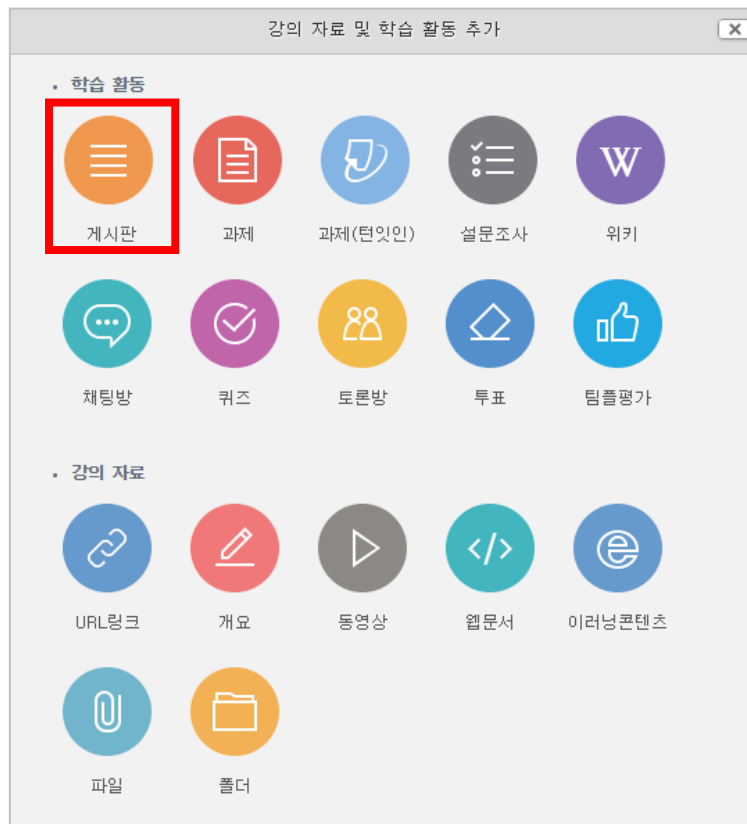 강의 자료 및 학습 활동 추가
학습 활동
게시판 과제 과제(턴잇인) 설문조사 위키
채팅방 퀴즈 토론방 투표 팀플평가
강의 자료
URL링크 개요 동영상 웹문서 이러닝콘텐츠
파일 폴더